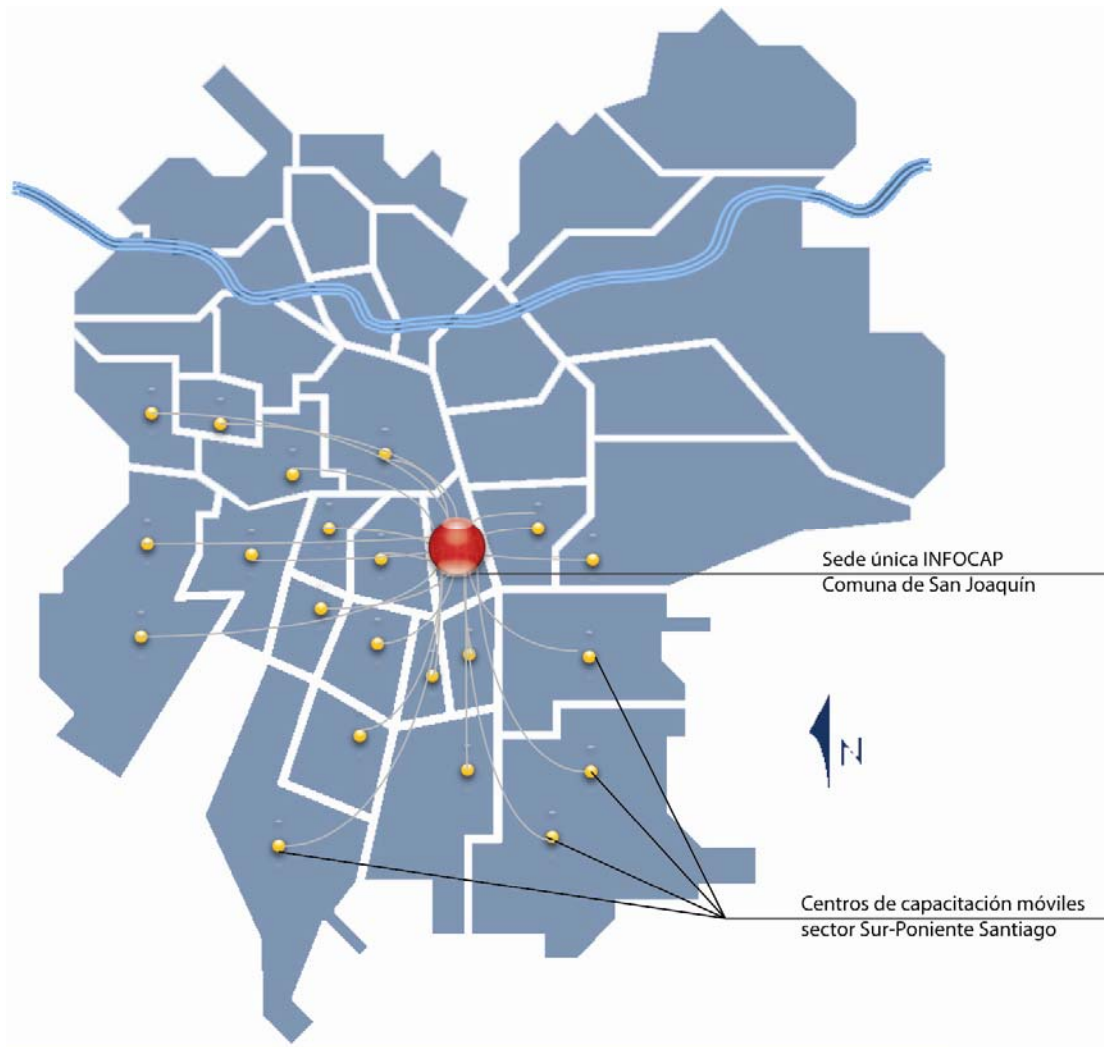 Sede única INFOCAP
Comuna de San Joaquín
N
Centros de capacitación móviles
sector Sur-Poniente Santiago